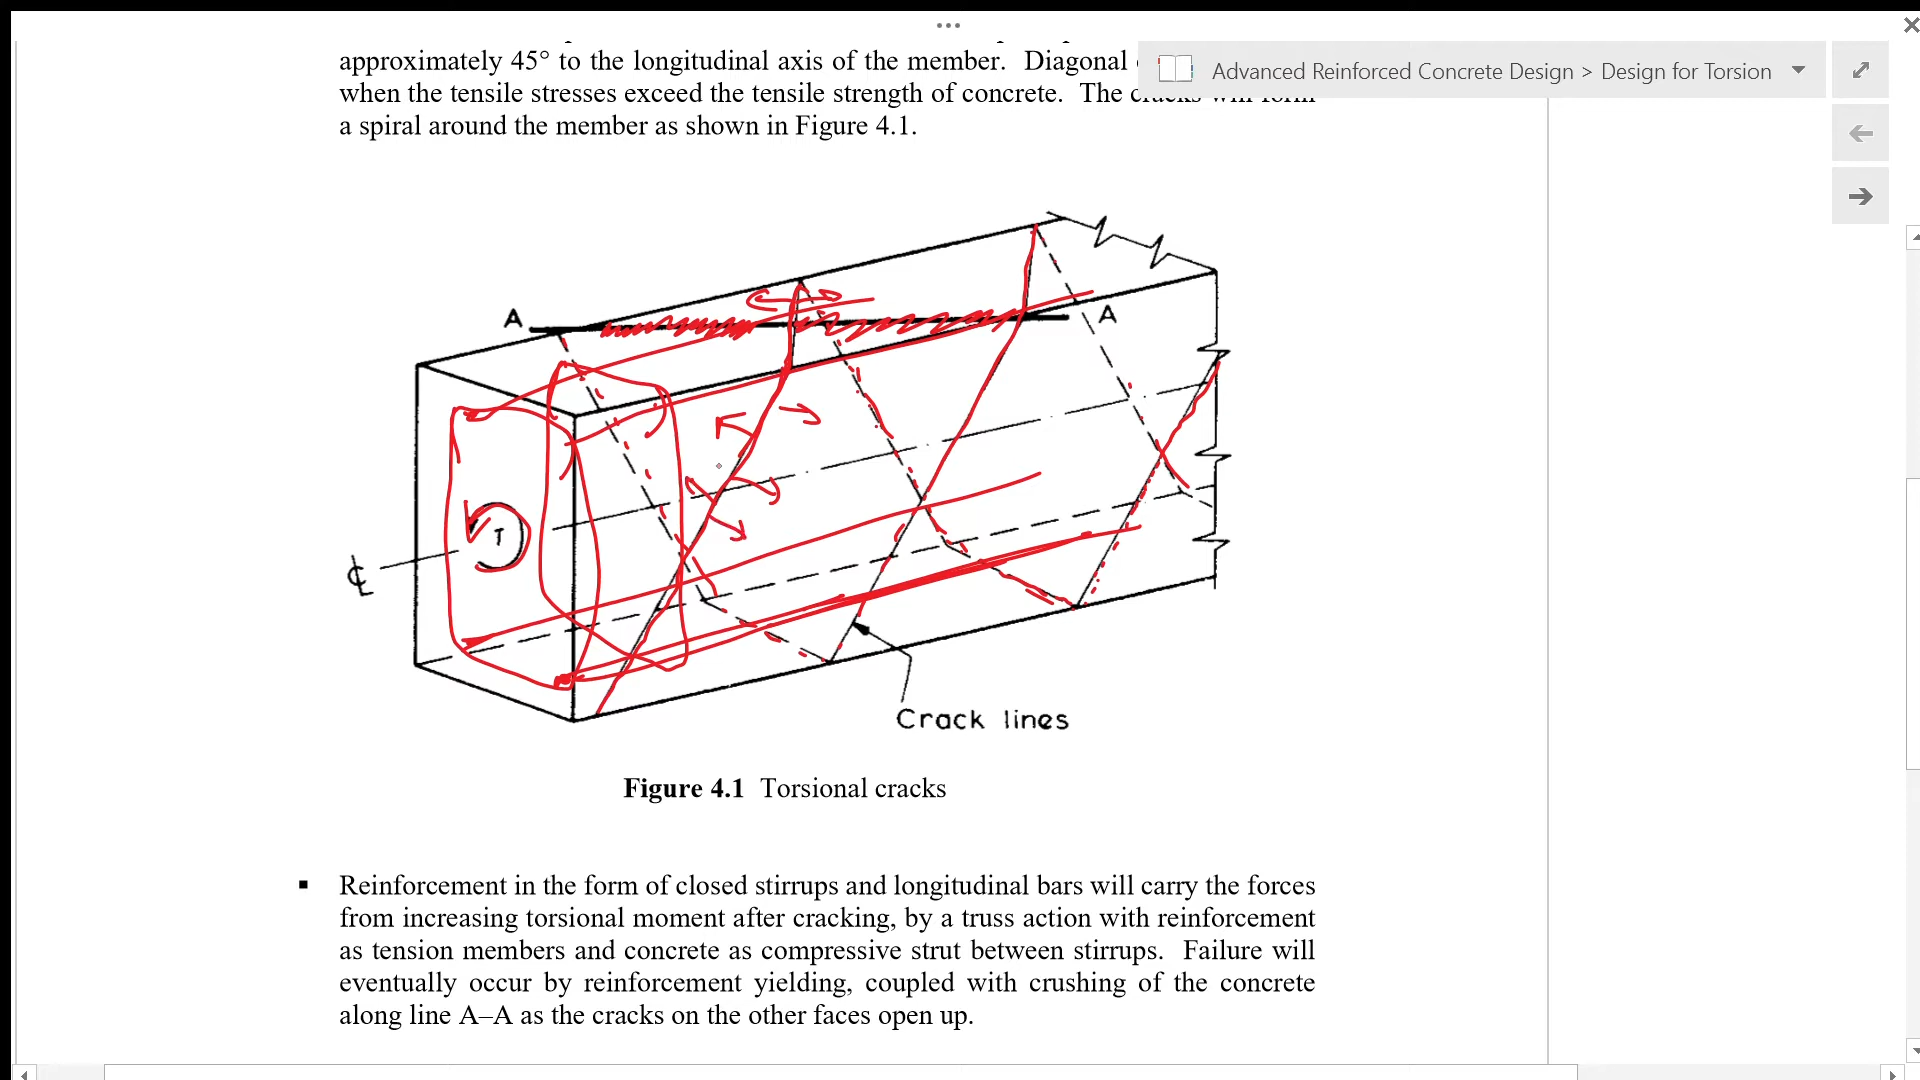 Advanced Reinforced Concrete Design > Design for Torsion
approximately 45° to the longitudinal axis of the member. Diagonal
when the tensile stresses exceed the tensile strength of concrete. The cracks will form
a spiral around the member as shown in Figure 4.1.
A
A
T
℄
Crack lines
Figure 4.1 Torsional cracks
▪ Reinforcement in the form of closed stirrups and longitudinal bars will carry the forces
from increasing torsional moment after cracking, by a truss action with reinforcement
as tension members and concrete as compressive strut between stirrups. Failure will
eventually occur by reinforcement yielding, coupled with crushing of the concrete
along line A–A as the cracks on the other faces open up.